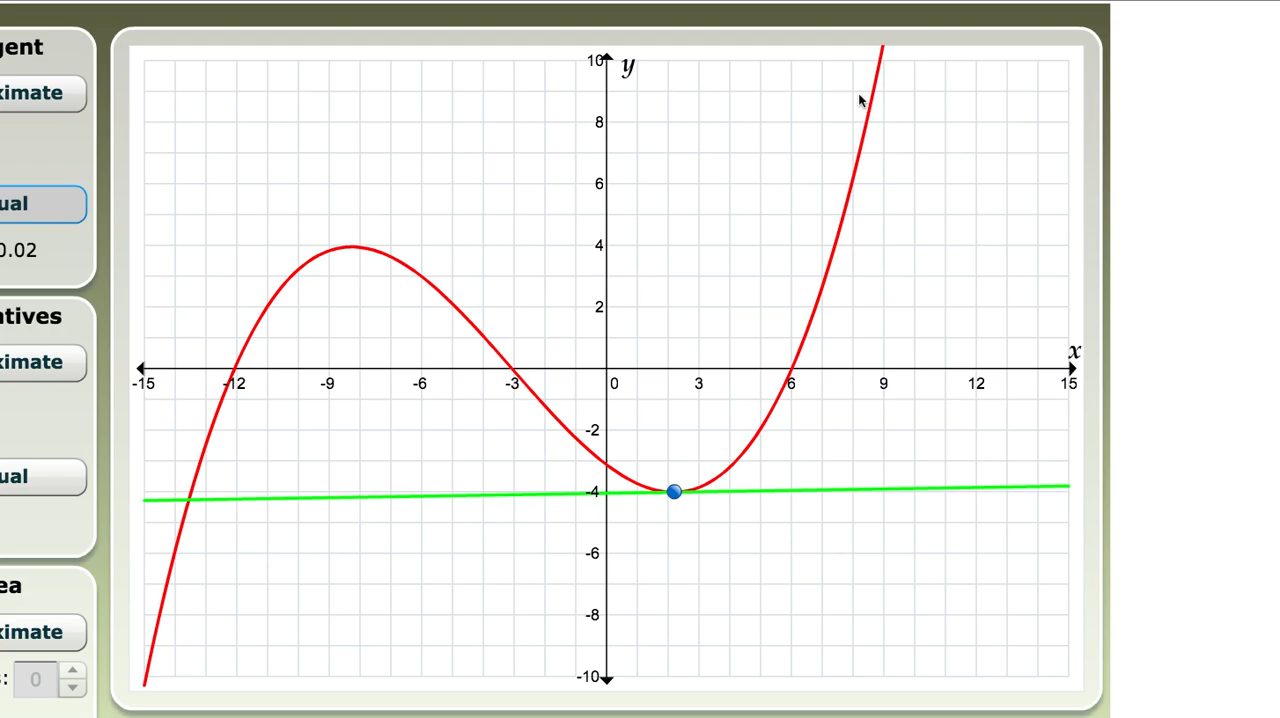 gent
ximate
ual
0.02
atives
ximate
ual
ea
ximate
s: 0
y
x
10
8
6
4
2
-2
-4
-6
-8
-10
-15 -12 -9 -6 -3 0 3 6 9 12 15